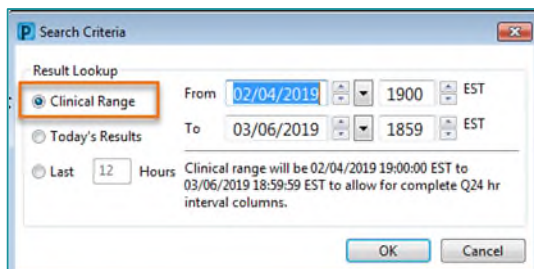 P Search Criteria
Result Lookup
Clinical Range
From 02/04/2019 1900 EST
Today's Results
To 03/06/2019 1859 EST
Last 12 Hours
Clinical range will be 02/04/2019 19:00:00 EST to
03/06/2019 18:59:59 EST to allow for complete Q24 hr
interval columns.
OK Cancel